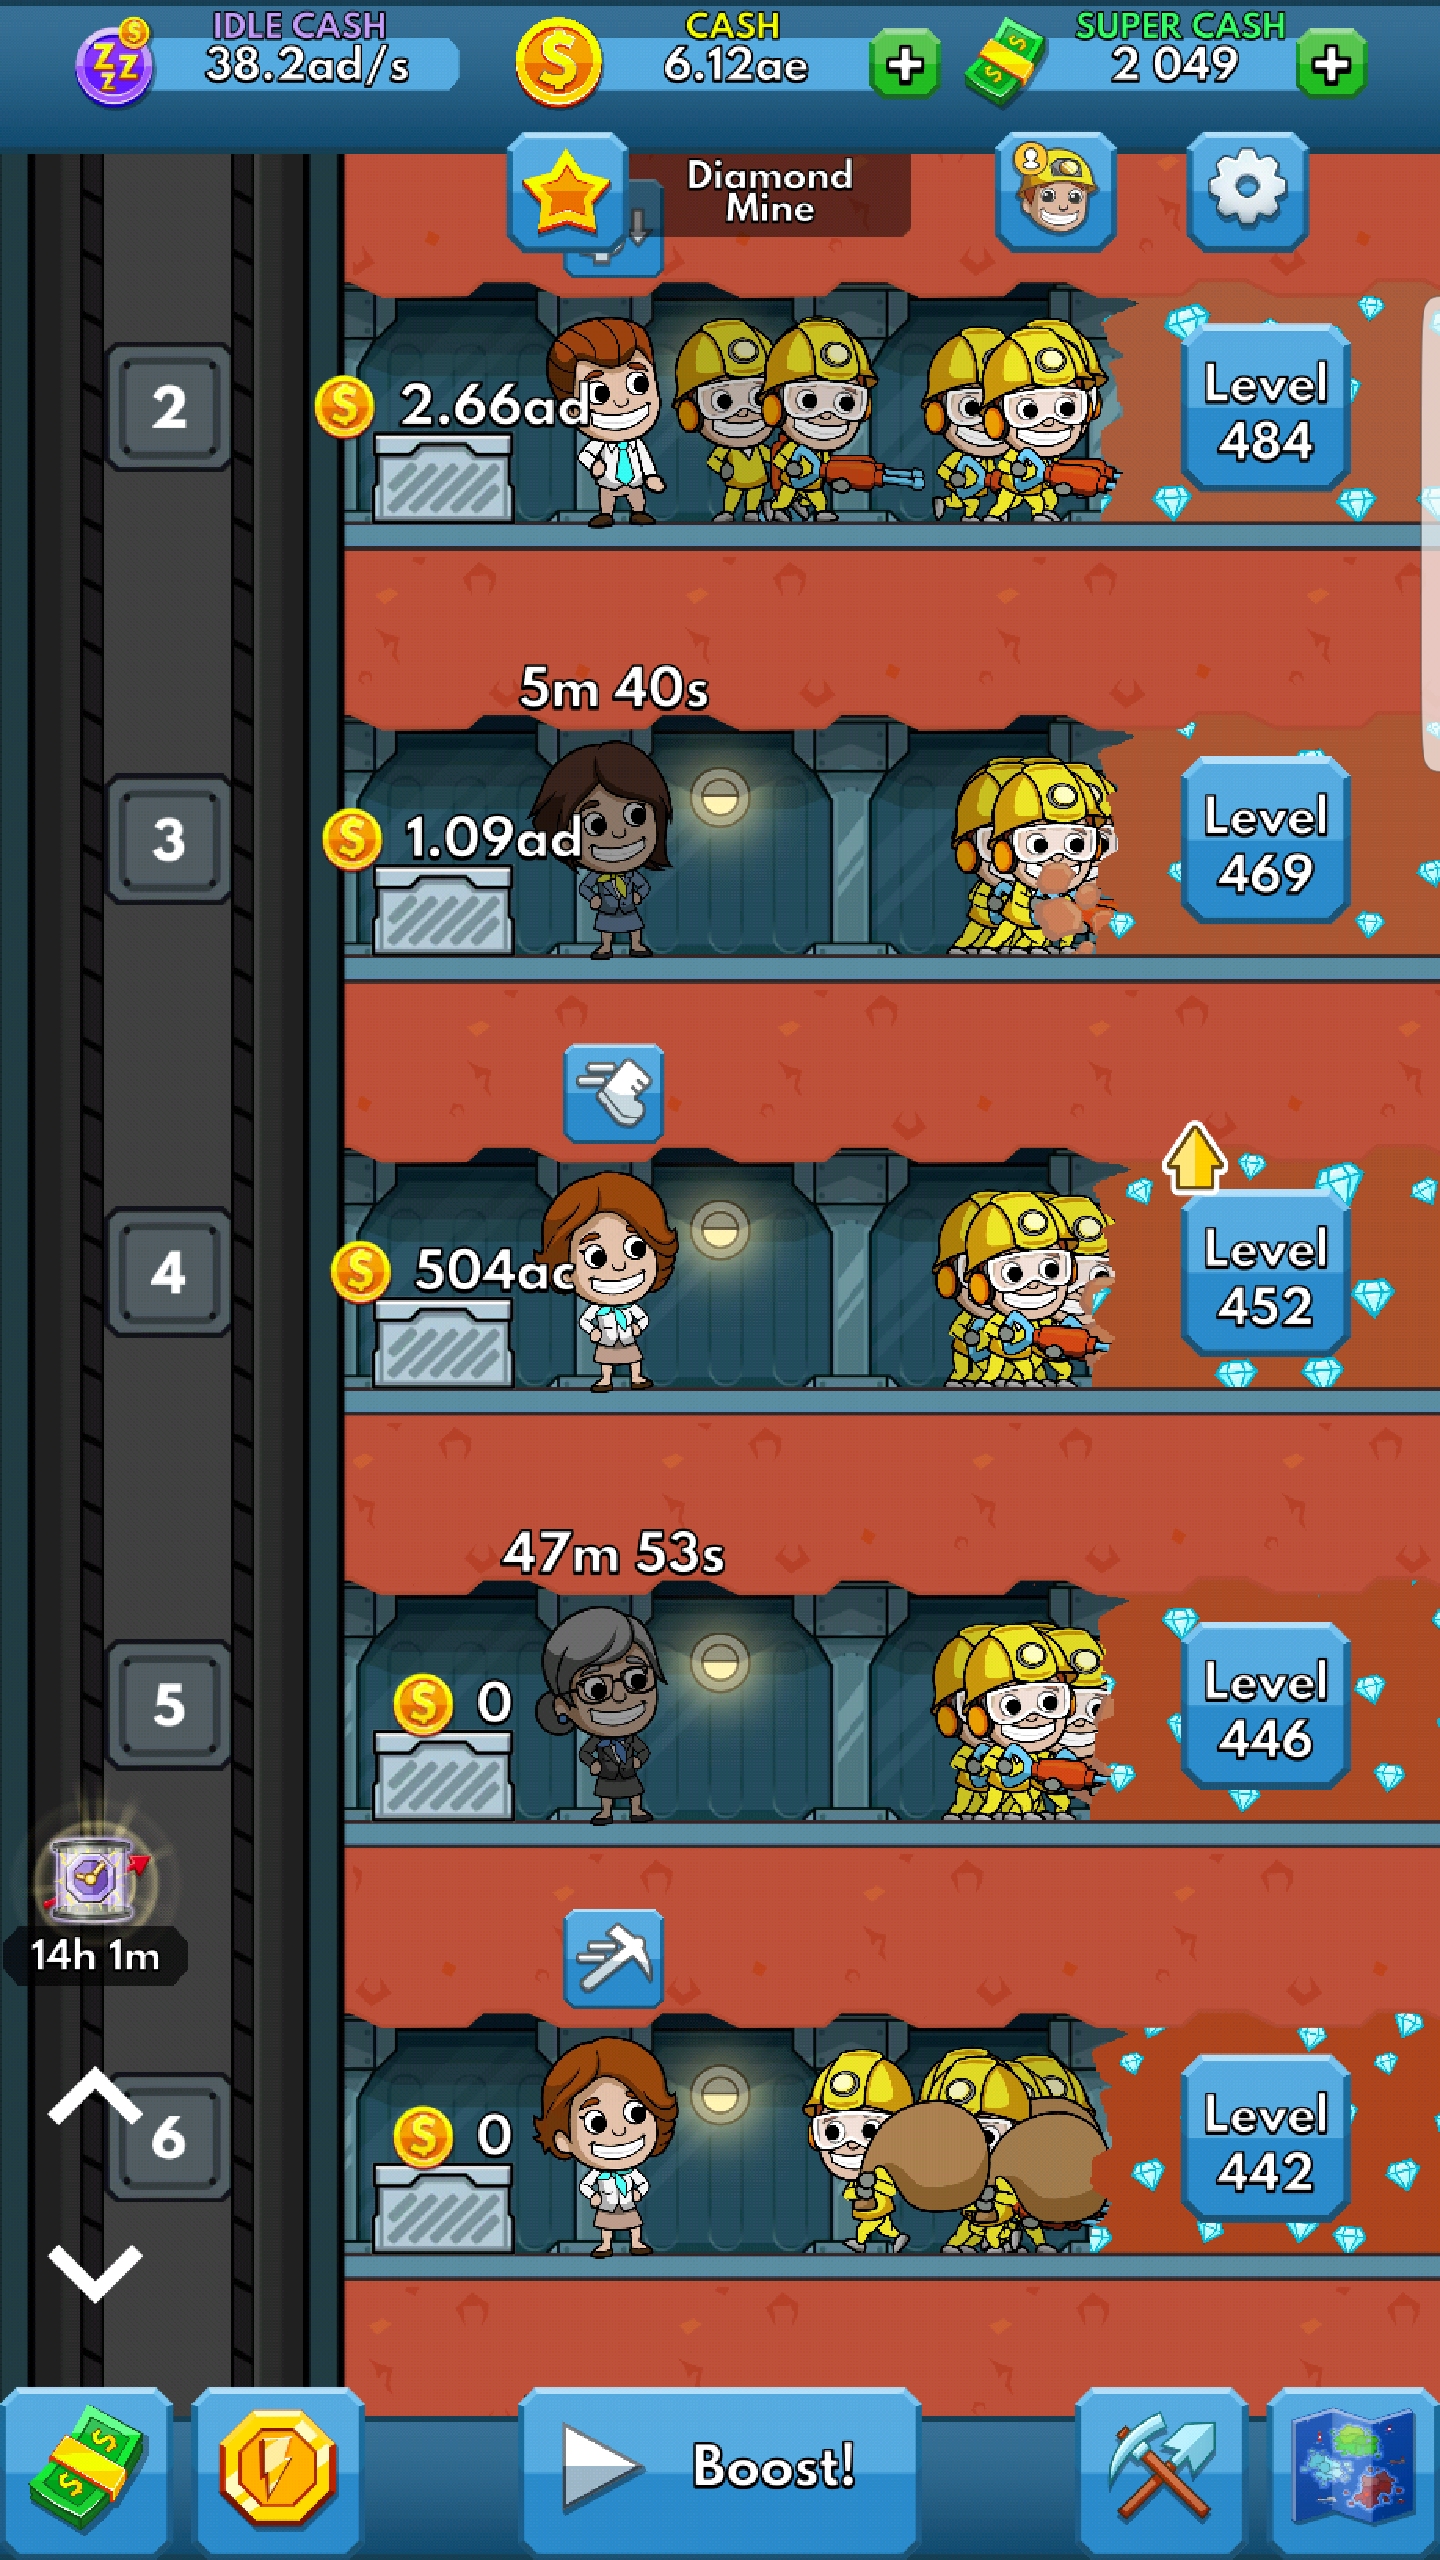 IDLE CASH
38.2ad/s
CASH
6.12ae
SUPER CASH
2 049
Diamond
Mine
2
2.66ad
Level
484
5m 40s
3
1.09ad
Level
469
4
504ac
Level
452
47m 53s
5
0
Level
446
14h 1m
6
0
Level
442
Boost!